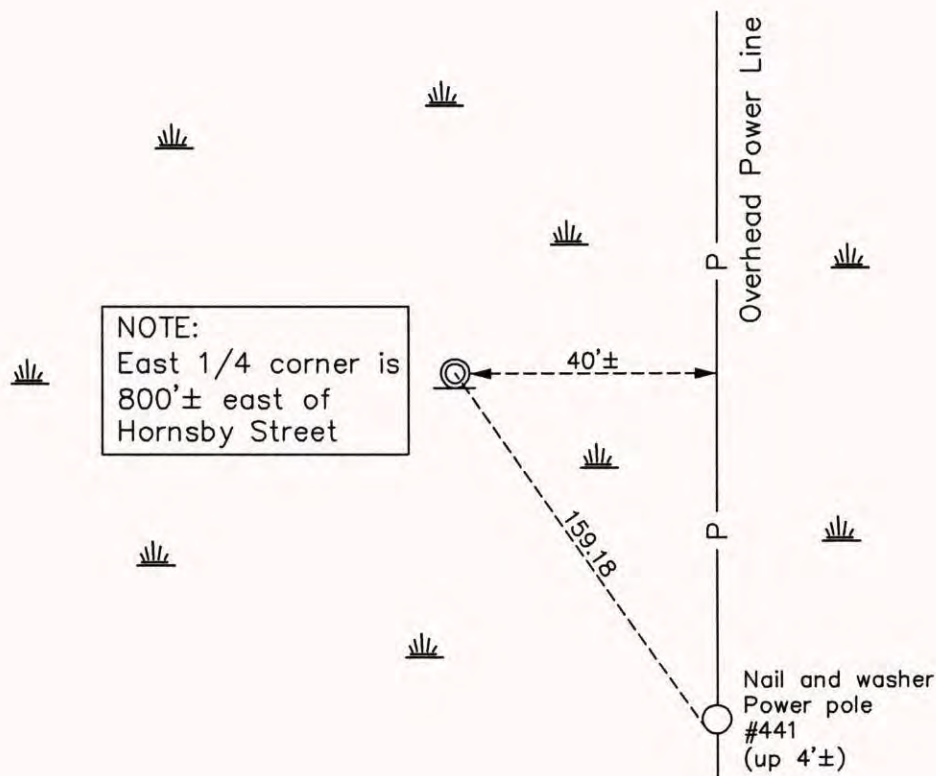 Overhead Power Line
P
NOTE:
East 1/4 corner is
800'± east of
Hornsby Street
40'±
159.18
P
Nail and washer
Power pole
#441
(up 4'±)